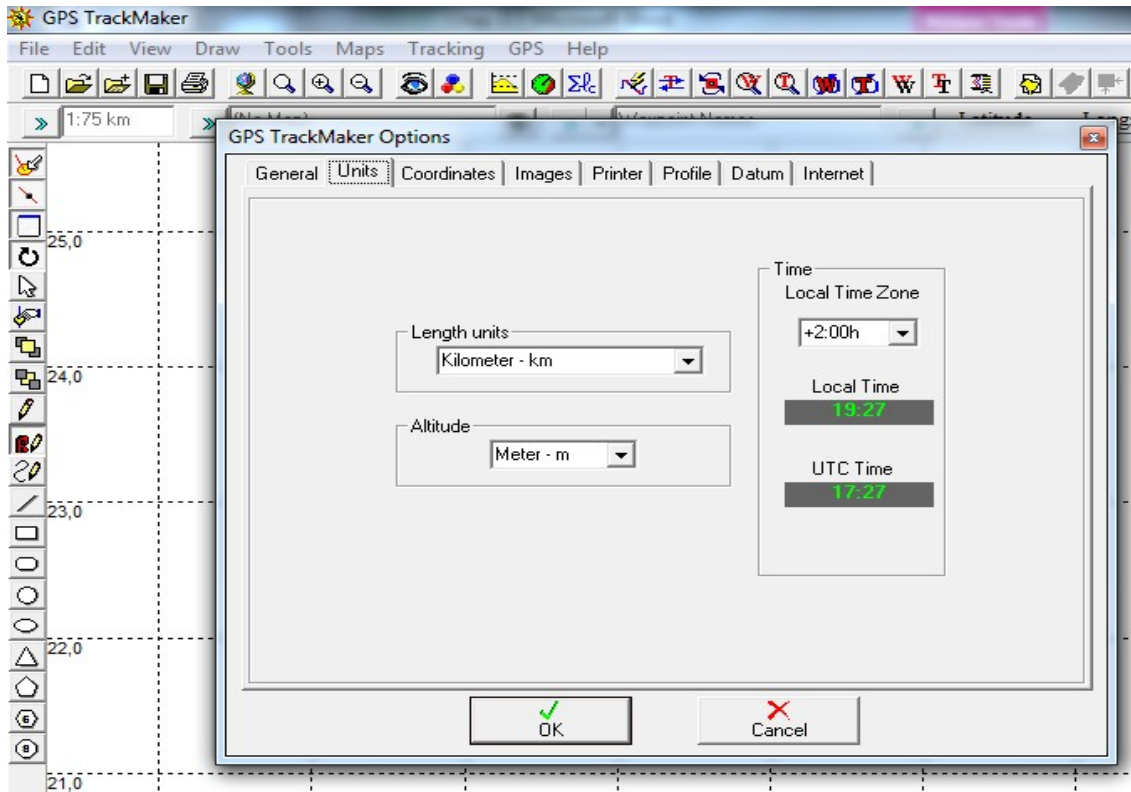 GPS TrackMaker
File Edit View Draw Tools Maps Tracking GPS Help
1:75 km
GPS TrackMaker Options
General Units Coordinates Images Printer Profile Datum Internet
25,0
24,0
23,0
22,0
21,0
Length units
Kilometer - km
Altitude
Meter - m
Time
Local Time Zone
+2:00h
Local Time
19:27
UTC Time
17:27
OK
Cancel